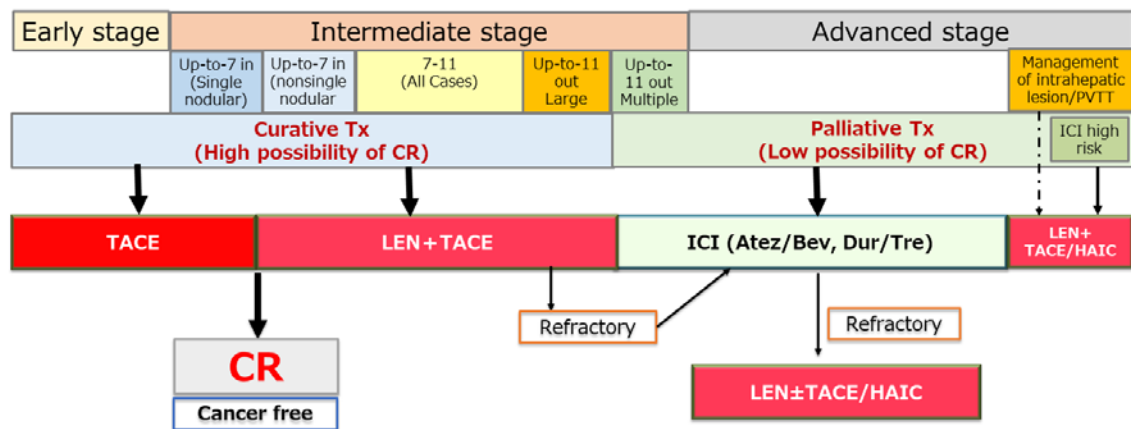 Early stage
Intermediate stage
Advanced stage
Up-to-7 in
(Single
nodular)
Up-to-7 in
(nonsingle
nodular
7-11
(All Cases)
Up-to-11
out
Large
Up-to-
11 out
Multiple
Management
of intrahepatic
lesion/PVTT
Curative Tx
(High possibility of CR)
Palliative Tx
(Low possibility of CR)
ICI high
risk
TACE
LEN+TACE
ICI (Atez/Bev, Dur/Tre)
LEN+
TACE/HAIC
Refractory
Refractory
CR
Cancer free
LEN±TACE/HAIC